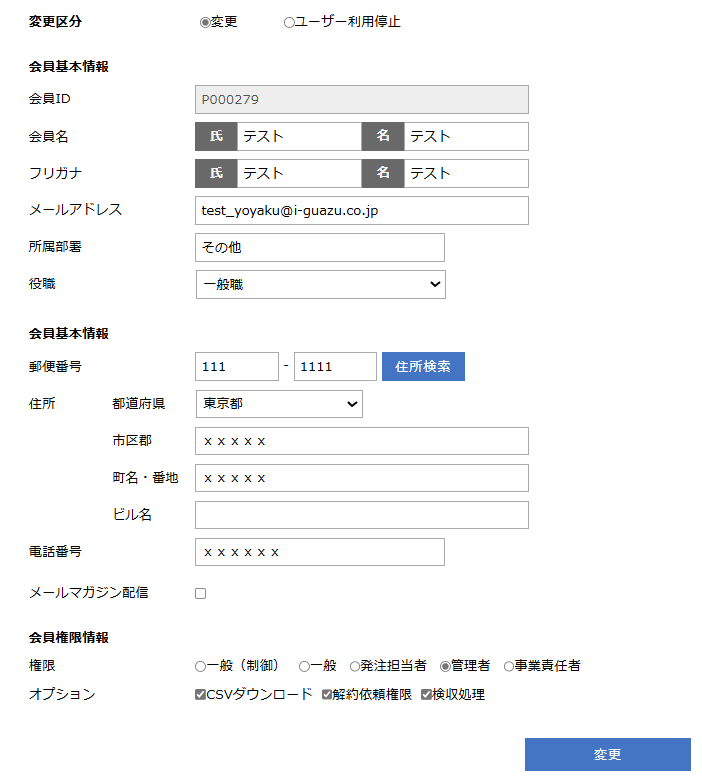 変更区分 変更 ユーザー利用停止
会員基本情報
会員ID P000279
会員名 氏 テスト 名 テスト
フリガナ 氏 テスト 名 テスト
メールアドレス test_yoyaku@i-guazu.co.jp
所属部署 その他
役職 一般職
会員基本情報
郵便番号 111 - 1111 住所検索
住所 都道府県 東京都
市区郡 ｘｘｘｘｘ
町名・番地 ｘｘｘｘｘ
ビル名
電話番号 ｘｘｘｘｘｘ
メールマガジン配信
会員権限情報
権限 一般（制御） 一般 発注担当者 管理者 事業責任者
オプション CSVダウンロード 解約依頼権限 検収処理
変更